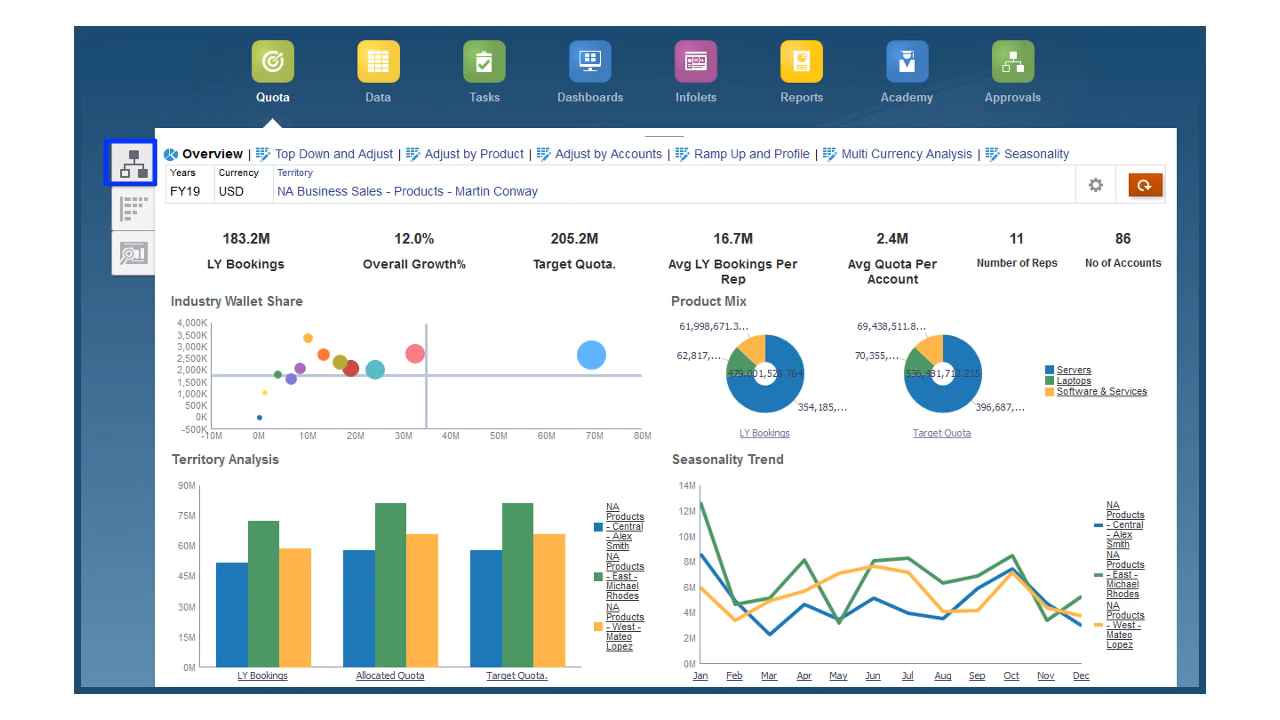 Quota
Data
Tasks
Dashboards
Infolets
Reports
Academy
Approvals
Overview | Top Down and Adjust | Adjust by Product | Adjust by Accounts | Ramp Up and Profile | Multi Currency Analysis | Seasonality
Years
Currency
Territory
FY19
USD
NA Business Sales - Products - Martin Conway
183.2M
12.0%
205.2M
16.7M
2.4M
11
86
LY Bookings
Overall Growth%
Target Quota.
Avg LY Bookings Per
Rep
Avg Quota Per
Account
Number of Reps
No of Accounts
Industry Wallet Share
4,000K
3,500K
3,000K
2,500K
2,000K
1,500K
1,000K
500K
0K
-500K
-10M
0M
10M
20M
30M
40M
50M
60M
70M
80M
Product Mix
61,998,671.3...
62,817,...
479,001,528.764
354,185,...
LY Bookings
69,438,511.8...
70,355,...
536,481,712.215
396,687,...
Target Quota
Servers
Laptops
Software & Services
Territory Analysis
90M
75M
60M
45M
30M
15M
0M
LY Bookings
Allocated Quota
Target Quota.
NA
Products
- Central
- Alex
Smith
NA
Products
- East -
Michael
Rhodes
NA
Products
- West -
Mateo
Lopez
Seasonality Trend
14M
12M
10M
8M
6M
4M
2M
0M
Jan
Feb
Mar
Apr
May
Jun
Jul
Aug
Sep
Oct
Nov
Dec
NA
Products
- Central
- Alex
Smith
NA
Products
- East -
Michael
Rhodes
NA
Products
- West -
Mateo
Lopez